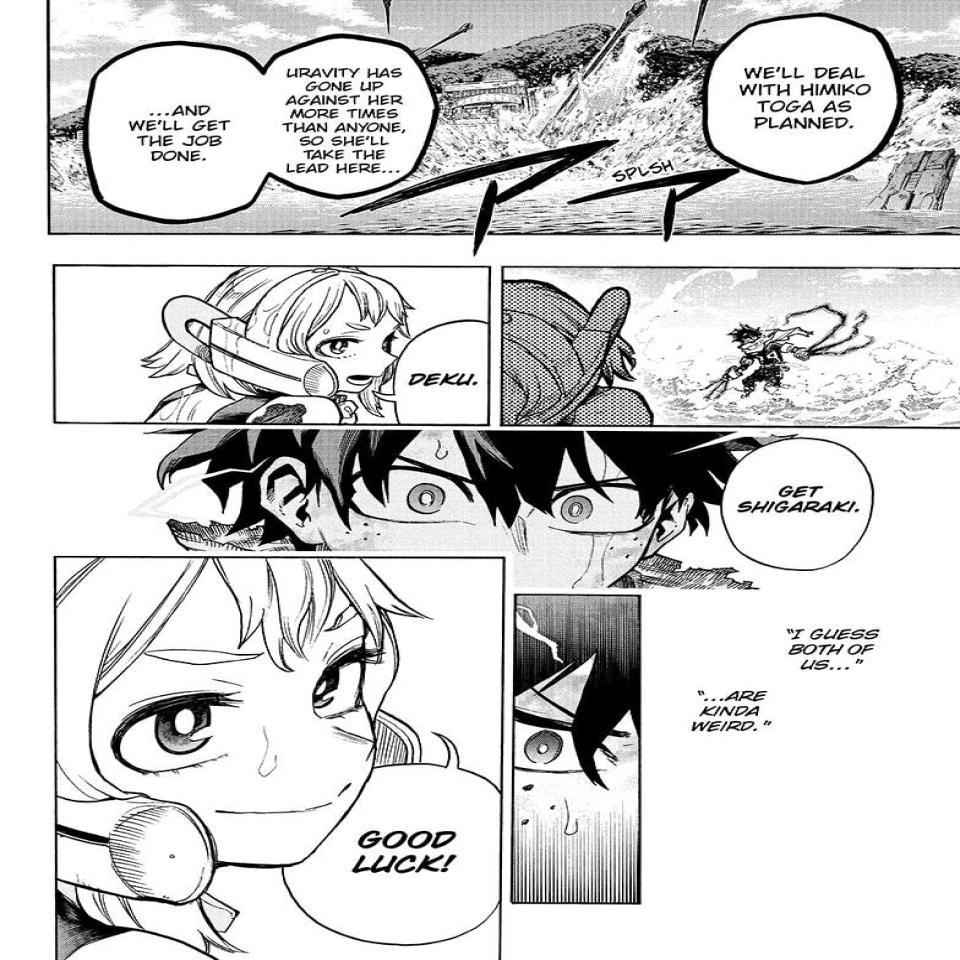 WE'LL DEAL
WITH HIMIKO
TOGA AS
PLANNED.
URAVITY HAS
GONE UP
AGAINST HER
MORE TIMES
THAN ANYONE,
SO SHE'LL
TAKE THE
LEAD HERE...
...AND
WE'LL GET
THE JOB
DONE.
SPLSH
DEKU.
GET
SHIGARAKI.
"I GUESS
BOTH OF
US..."
"...ARE
KINDA
WEIRD."
GOOD
LUCK!